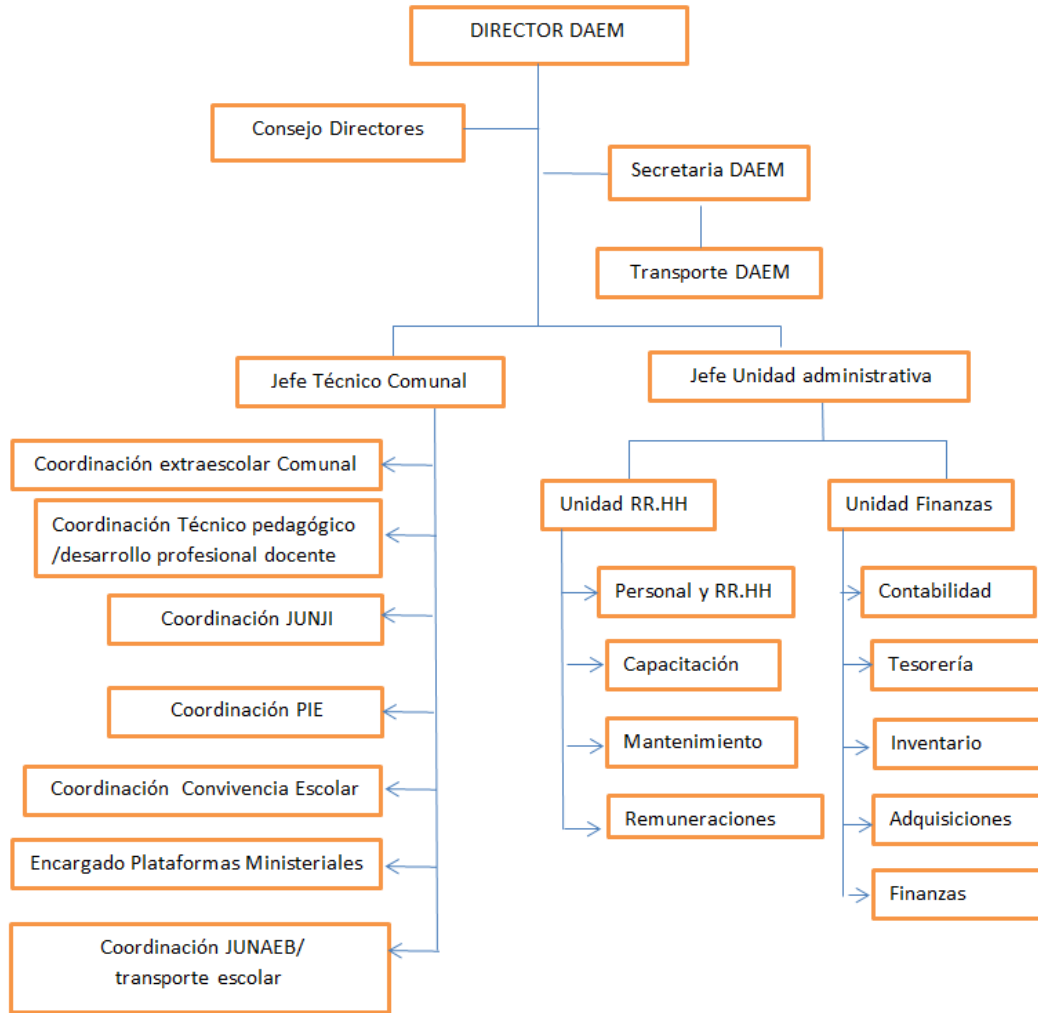 DIRECTOR DAEM
Consejo Directores
Secretaria DAEM
Transporte DAEM
Jefe Técnico Comunal
Jefe Unidad administrativa
Coordinación extraescolar Comunal
Coordinación Técnico pedagógico
/desarrollo profesional docente
Coordinación JUNJI
Coordinación PIE
Coordinación Convivencia Escolar
Encargado Plataformas Ministeriales
Coordinación JUNAEB/
transporte escolar
Unidad RR.HH
Personal y RR.HH
Capacitación
Mantenimiento
Remuneraciones
Unidad Finanzas
Contabilidad
Tesorería
Inventario
Adquisiciones
Finanzas